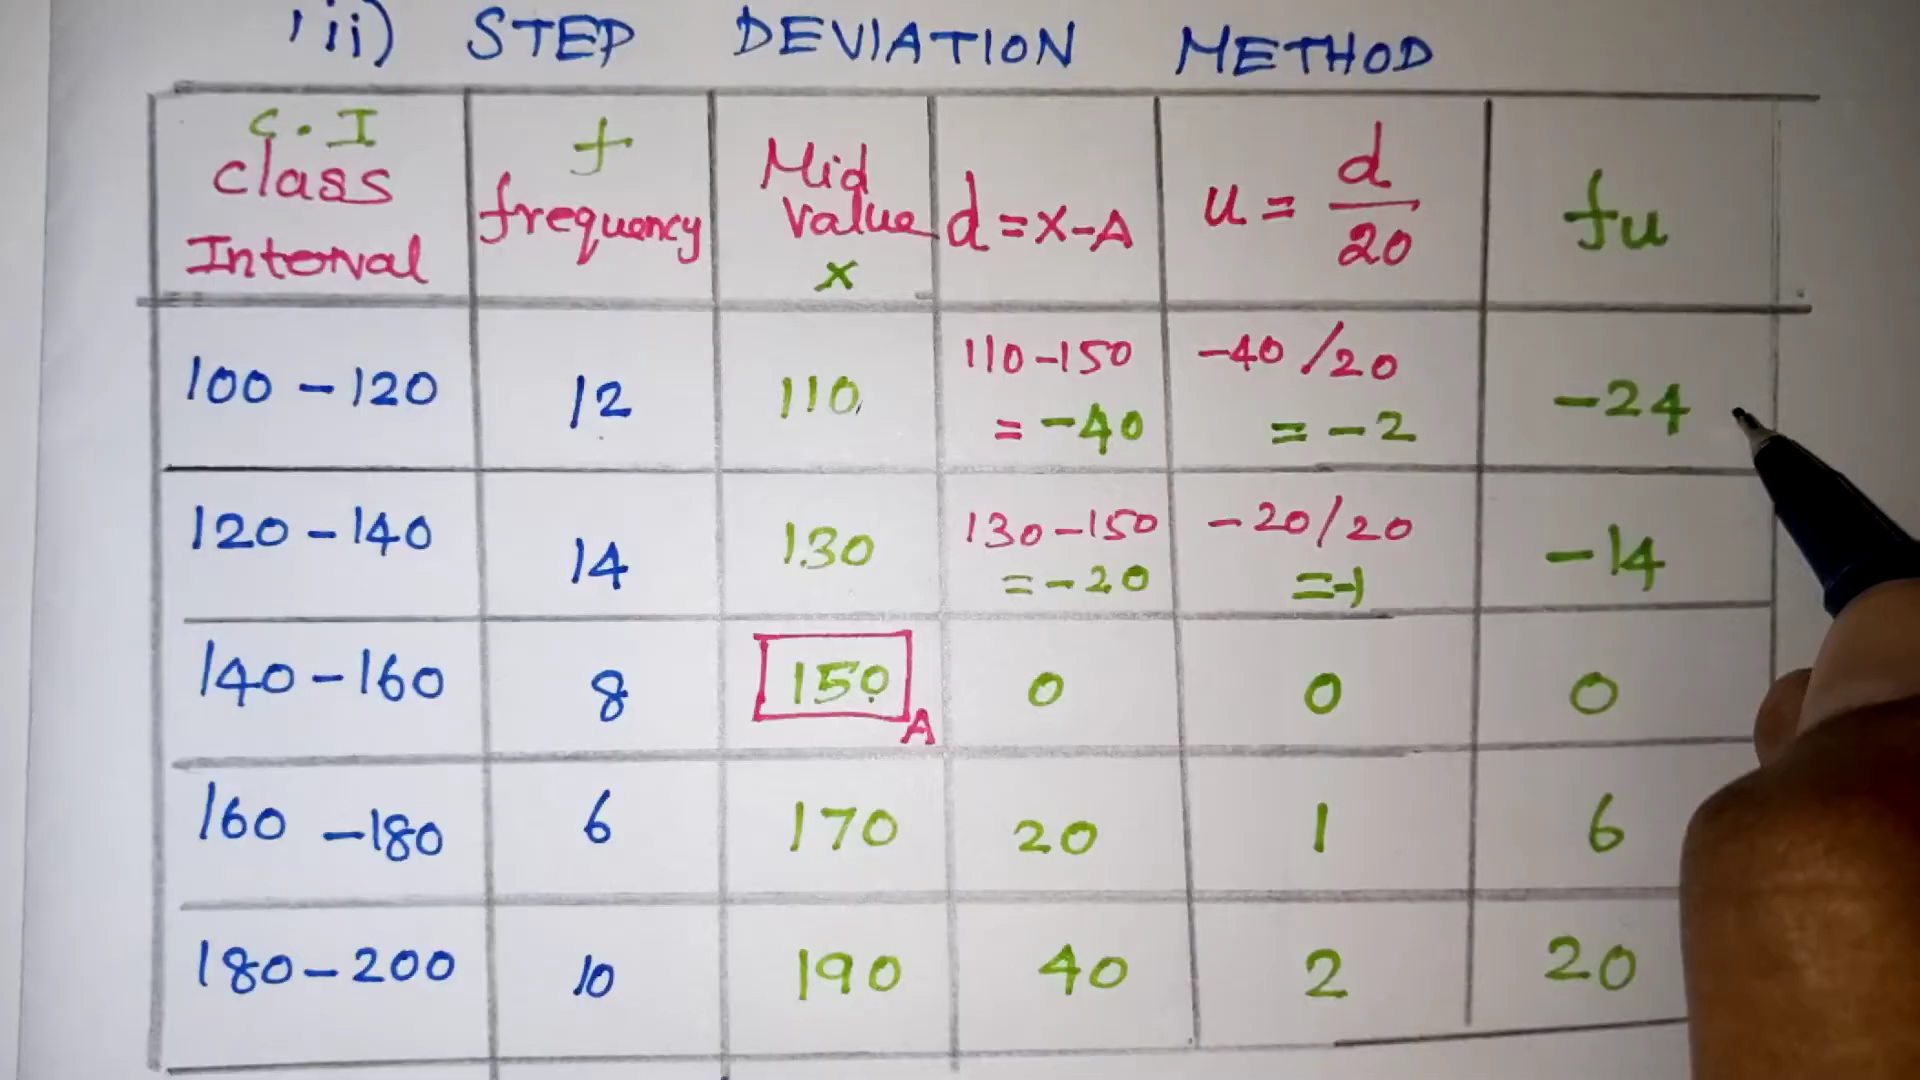 iii) STEP DEVIATION METHOD
C.I Class Interval | f frequency | Mid value x | d = x-A | u = d/20 | fu
100 - 120 | 12 | 110 | 110-150 = -40 | -40/20 = -2 | -24
120 - 140 | 14 | 130 | 130-150 = -20 | -20/20 = -1 | -14
140 - 160 | 8 | 150 A | 0 | 0 | 0
160 - 180 | 6 | 170 | 20 | 1 | 6
180 - 200 | 10 | 190 | 40 | 2 | 20